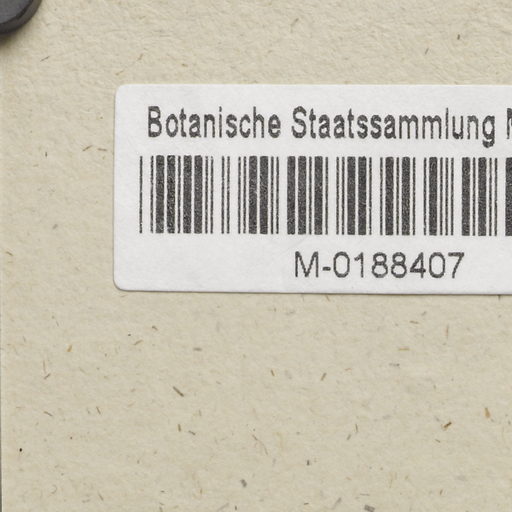 Botanische Staatssammlung
M-0188407